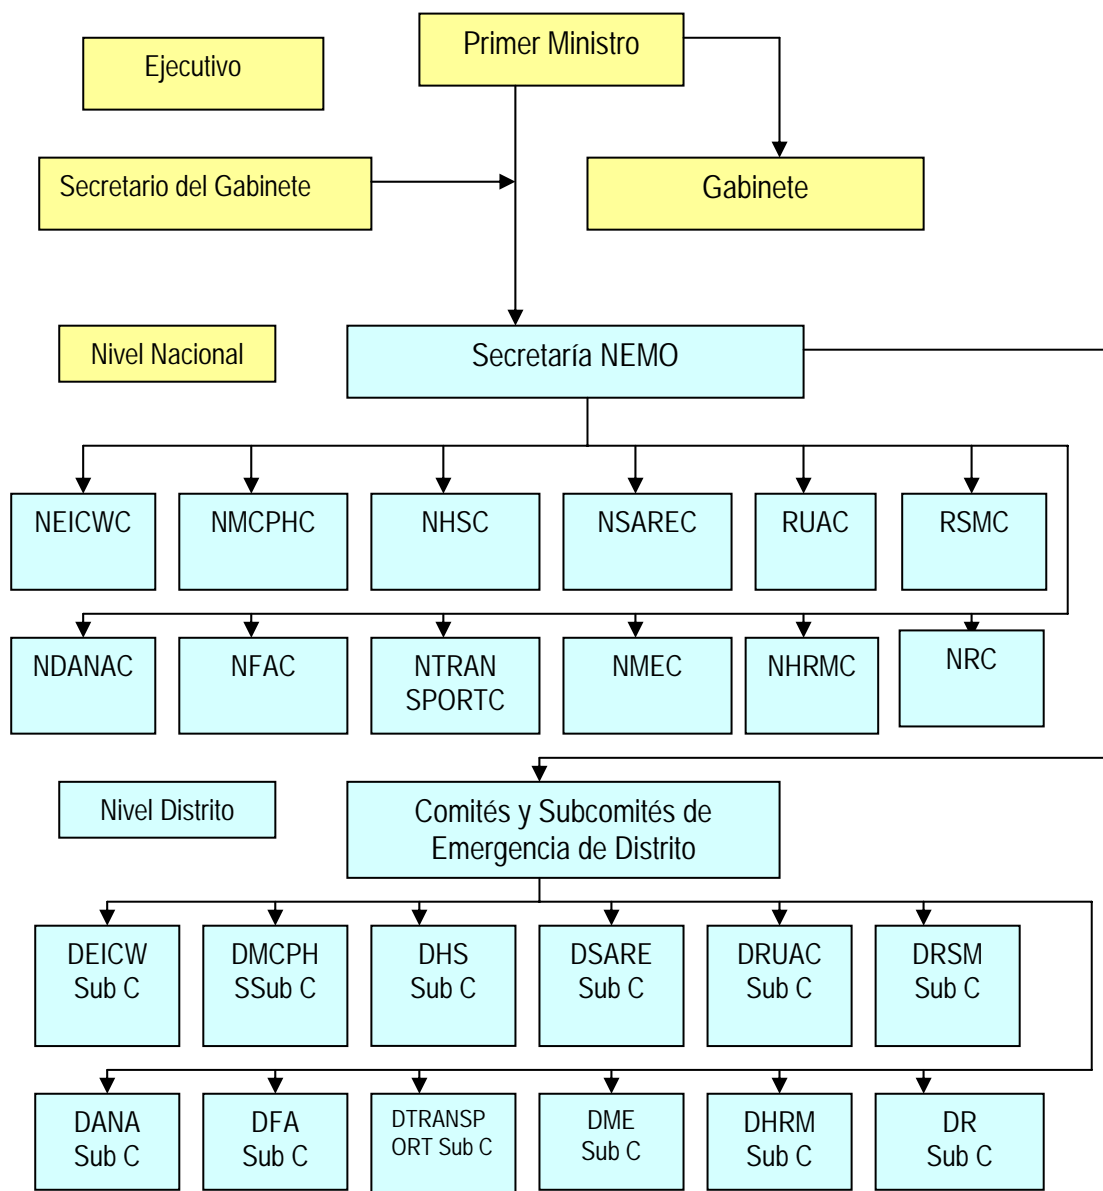 Primer Ministro
Ejecutivo
Secretario del Gabinete
Gabinete
Nivel Nacional
Secretaría NEMO
NEICWC
NMCPHC
NHSC
NSAREC
RUAC
RSMC
NDANAC
NFAC
NTRAN
SPORTC
NMEC
NHRMC
NRC
Nivel Distrito
Comités y Subcomités de
Emergencia de Distrito
DEICW
Sub C
DMCPH
SSub C
DHS
Sub C
DSARE
Sub C
DRUAC
Sub C
DRSM
Sub C
DANA
Sub C
DFA
Sub C
DTRANSP
ORT Sub C
DME
Sub C
DHRM
Sub C
DR
Sub C